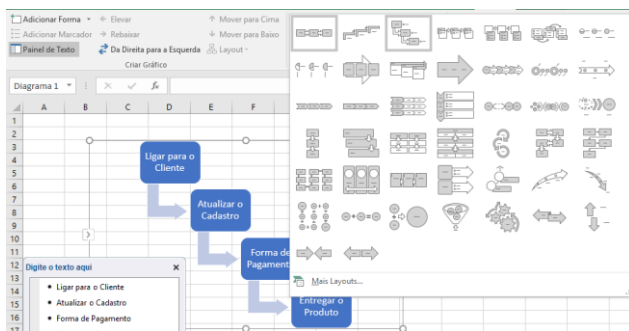 Adicionar Forma
Elevar
Mover para Cima
Adicionar Marcador
Rebaixar
Mover para Baixo
Painel de Texto
Da Direita para a Esquerda
Layout
Criar Gráfico
Diagrama 1
fx
A B C D E F
1
2
3
4
5
6
7
8
9
10
11
12
13
14
15
16
17
Ligar para o
Cliente
Atualizar o
Cadastro
Forma de
Pagamen
Entregar o
Produto
Digite o texto aqui
Ligar para o Cliente
Atualizar o Cadastro
Forma de Pagamento
Mais Layouts...